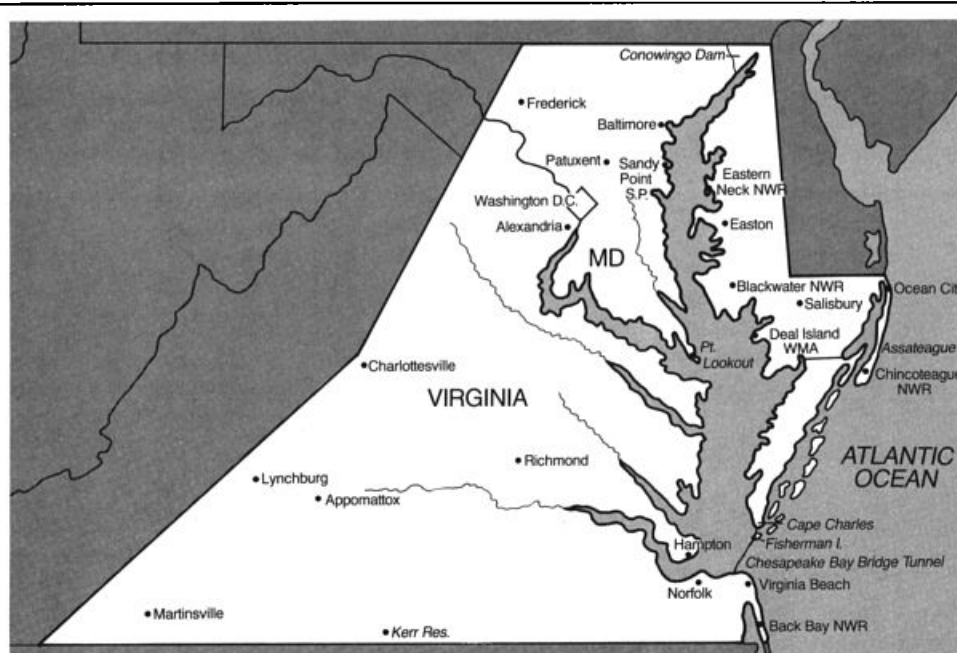 Conowingo Dam
Frederick
Baltimore
Patuxent
Sandy
Point
S.P.
Eastern
Neck NWR
Washington D.C.
Alexandria
Easton
MD
Blackwater NWR
Ocean City
Salisbury
Deal Island
WMA
Pt.
Lookout
Assateague
Chincoteague
NWR
Charlottesville
VIRGINIA
Richmond
ATLANTIC
OCEAN
Lynchburg
Appomattox
Cape Charles
Fisherman I.
Hampton
Chesapeake Bay Bridge Tunnel
Norfolk
Virginia Beach
Martinsville
Kerr Res.
Back Bay NWR